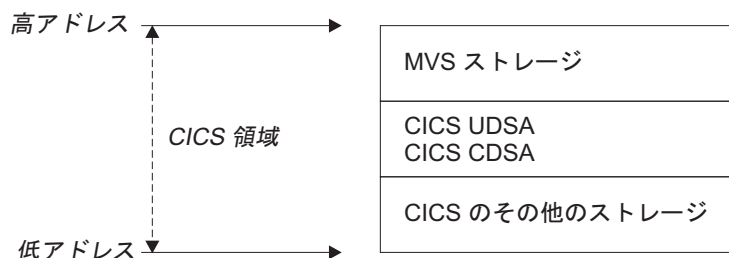 高アドレス
MVS ストレージ
CICS 領域
CICS UDSA
CICS CDSA
CICS のその他のストレージ
低アドレス